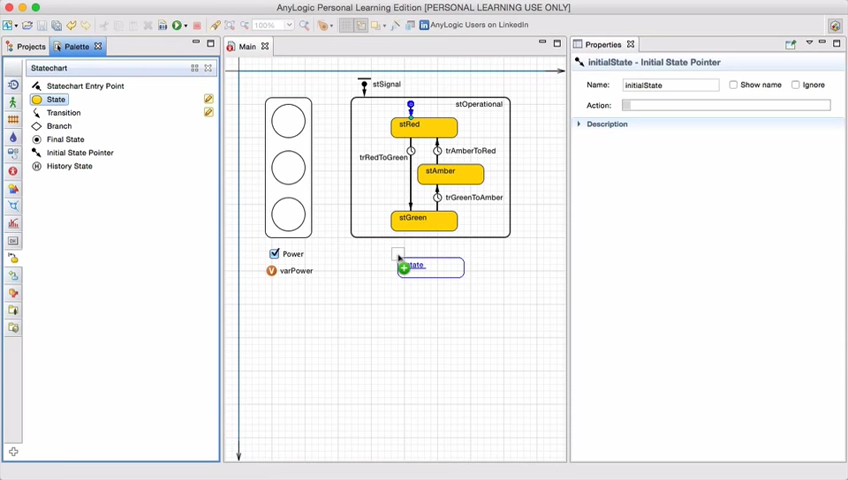 AnyLogic Personal Learning Edition [PERSONAL LEARNING USE ONLY]
100%
AnyLogic Users on LinkedIn
Projects
Palette
Statechart
Statechart Entry Point
State
Transition
Branch
Final State
Initial State Pointer
History State
Main
stSignal
stOperational
stRed
trRedToGreen
trAmberToRed
stAmber
trGreenToAmber
stGreen
Power
V varPower
tate
Properties
initialState - Initial State Pointer
Name: initialState
Show name
Ignore
Action:
Description